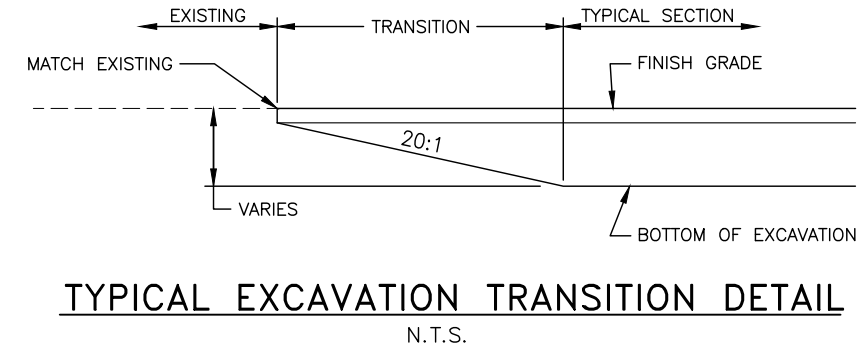 EXISTING
TRANSITION
TYPICAL SECTION
MATCH EXISTING
FINISH GRADE
20:1
VARIES
BOTTOM OF EXCAVATION
TYPICAL EXCAVATION TRANSITION DETAIL
N.T.S.